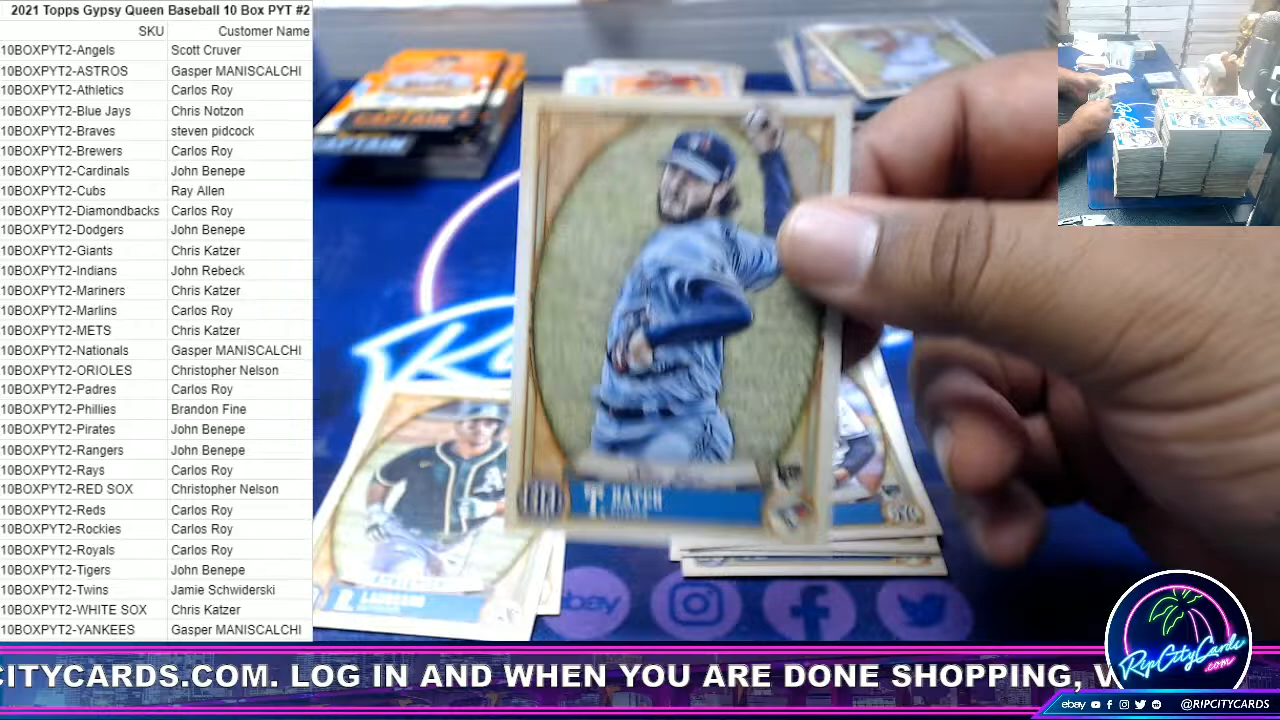 2021 Topps Gypsy Queen Baseball 10 Box PYT #2
SKU Customer Name
10BOXPYT2-Angels Scott Cruver
10BOXPYT2-ASTROS Gasper MANISCALCHI
10BOXPYT2-Athletics Carlos Roy
10BOXPYT2-Blue Jays Chris Notzon
10BOXPYT2-Braves steven pidcock
10BOXPYT2-Brewers Carlos Roy
10BOXPYT2-Cardinals John Benepe
10BOXPYT2-Cubs Ray Allen
10BOXPYT2-Diamondbacks Carlos Roy
10BOXPYT2-Dodgers John Benepe
10BOXPYT2-Giants Chris Katzer
10BOXPYT2-Indians John Rebeck
10BOXPYT2-Mariners Chris Katzer
10BOXPYT2-Marlins Carlos Roy
10BOXPYT2-METS Chris Katzer
10BOXPYT2-Nationals Gasper MANISCALCHI
10BOXPYT2-ORIOLES Christopher Nelson
10BOXPYT2-Padres Carlos Roy
10BOXPYT2-Phillies Brandon Fine
10BOXPYT2-Pirates John Benepe
10BOXPYT2-Rangers John Benepe
10BOXPYT2-Rays Carlos Roy
10BOXPYT2-RED SOX Christopher Nelson
10BOXPYT2-Reds Carlos Roy
10BOXPYT2-Rockies Carlos Roy
10BOXPYT2-Royals Carlos Roy
10BOXPYT2-Tigers John Benepe
10BOXPYT2-Twins Jamie Schwiderski
10BOXPYT2-WHITE SOX Chris Katzer
10BOXPYT2-YANKEES Gasper MANISCALCHI
CAPTAIN
T. HATCH
R. LAUREANO
ebay
CITYCARDS.COM. LOG IN AND WHEN YOU ARE DONE SHOPPING, V
RipCityCards
.com
ebay @RIPCITYCARDS